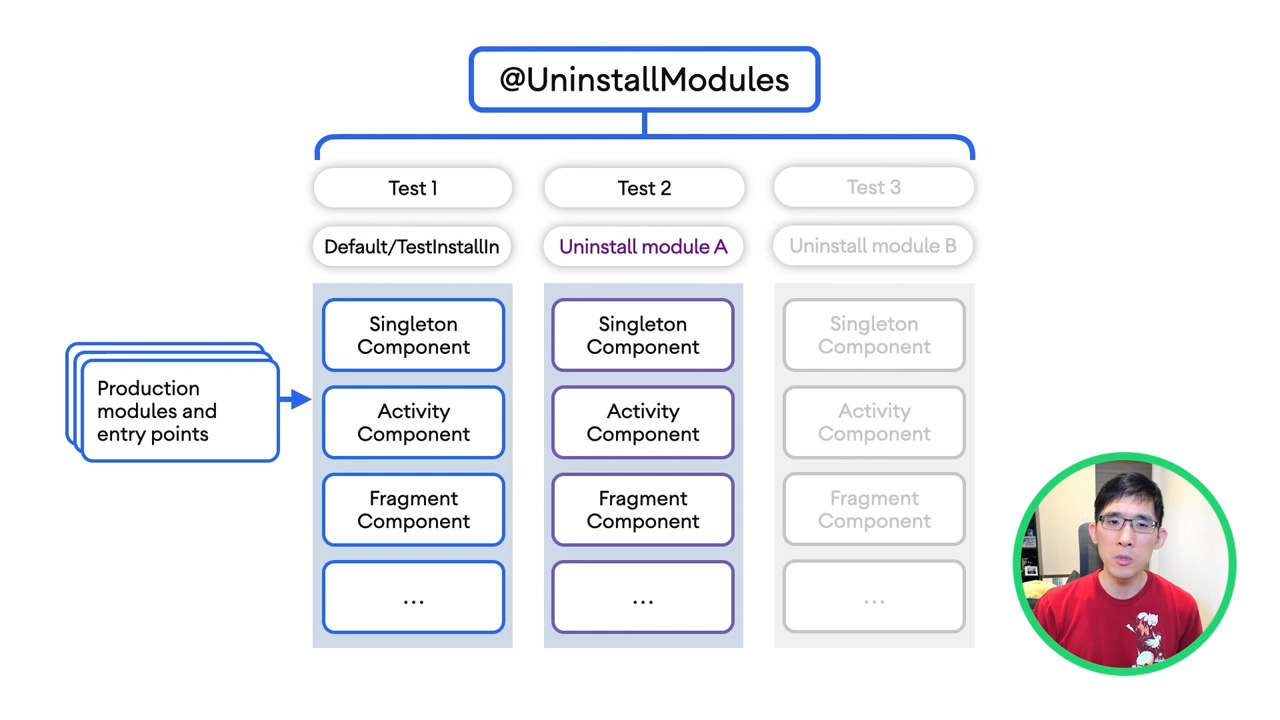 @UninstallModules
Test 1
Test 2
Test 3
Default/TestInstallIn
Uninstall module A
Uninstall module B
Production
modules and
entry points
Singleton
Component
Activity
Component
Fragment
Component
...
Singleton
Component
Activity
Component
Fragment
Component
...
Singleton
Component
Activity
Component
Fragment
Component
...